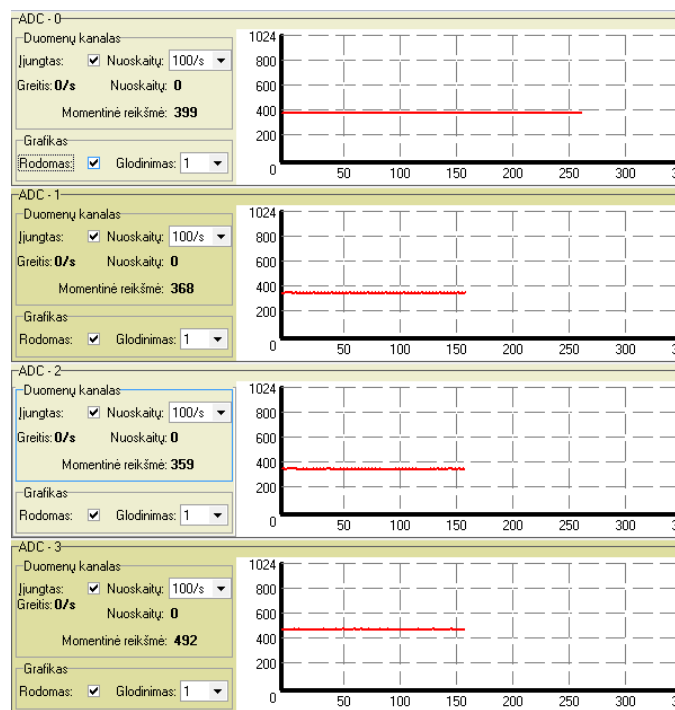 ADC - 0
Duomenų kanalas
Įjungtas: Nuoskaitų: 100/s
Greitis: 0/s Nuoskaitų: 0
Momentinė reikšmė: 399
Grafikas
Rodomas: Glodinimas: 1
1024
800
600
400
200
0
50 100 150 200 250 300
ADC - 1
Duomenų kanalas
Įjungtas: Nuoskaitų: 100/s
Greitis: 0/s Nuoskaitų: 0
Momentinė reikšmė: 368
Grafikas
Rodomas: Glodinimas: 1
1024
800
600
400
200
0
50 100 150 200 250 300
ADC - 2
Duomenų kanalas
Įjungtas: Nuoskaitų: 100/s
Greitis: 0/s Nuoskaitų: 0
Momentinė reikšmė: 359
Grafikas
Rodomas: Glodinimas: 1
1024
800
600
400
200
0
50 100 150 200 250 300
ADC - 3
Duomenų kanalas
Įjungtas: Nuoskaitų: 100/s
Greitis: 0/s
Nuoskaitų: 0
Momentinė reikšmė: 492
Grafikas
Rodomas: Glodinimas: 1
1024
800
600
400
200
0
50 100 150 200 250 300